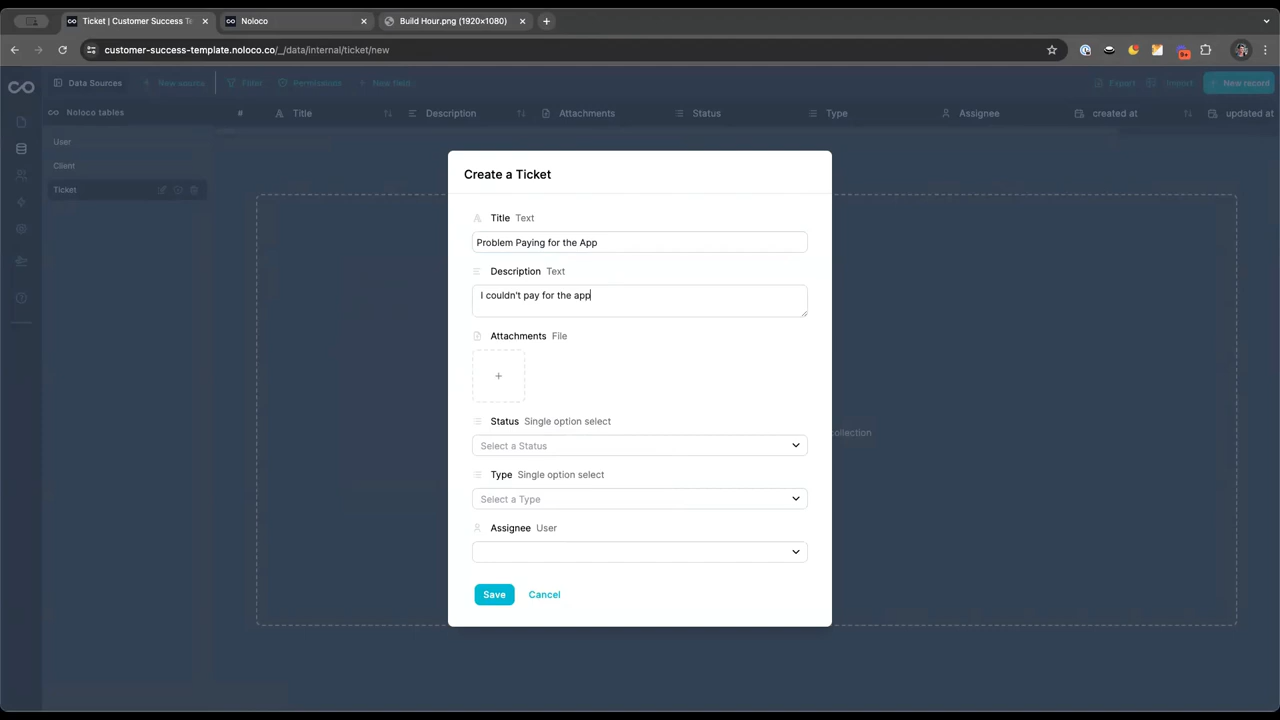 Ticket | Customer Success Te
Noloco
Build Hour.png (1920×1080)
customer-success-template.noloco.co/_/data/internal/ticket/new
9+
Data Sources
New source
Filter
Permissions
New field
Export
Import
New record
Noloco tables
#
Title
Description
Attachments
Status
Type
Assignee
created at
updated at
User
Client
Ticket
Create a Ticket
Title Text
Problem Paying for the App
Description Text
I couldn't pay for the app
Attachments File
+
Status Single option select
Select a Status
collection
Type Single option select
Select a Type
Assignee User
Save
Cancel